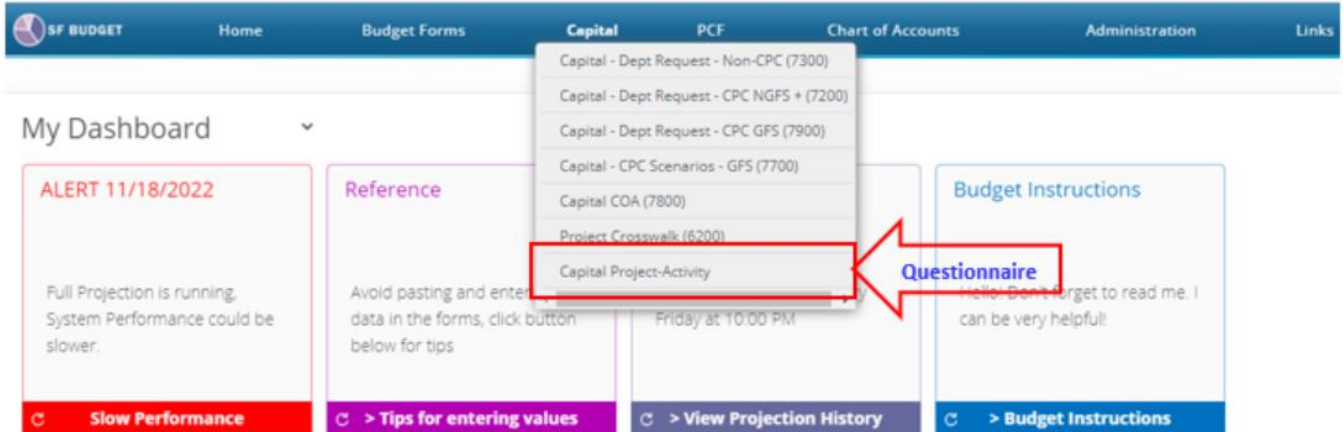 SF BUDGET Home Budget Forms Capital PCF Chart of Accounts Administration Links
Capital - Dept Request - Non-CPC (7300)
Capital - Dept Request - CPC NGFS + (7200)
Capital - Dept Request - CPC GFS (7900)
Capital - CPC Scenarios - GFS (7700)
Capital COA (7800)
Project Crosswalk (6200)
Capital Project-Activity
Questionnaire
My Dashboard
ALERT 11/18/2022
Full Projection is running.
System Performance could be
slower.
Slow Performance
Reference
Avoid pasting and enter
data in the forms, click button
below for tips
> Tips for entering values
Friday at 10:00 PM
> View Projection History
Budget Instructions
Hello! Don't forget to read me. I
can be very helpful!
> Budget Instructions